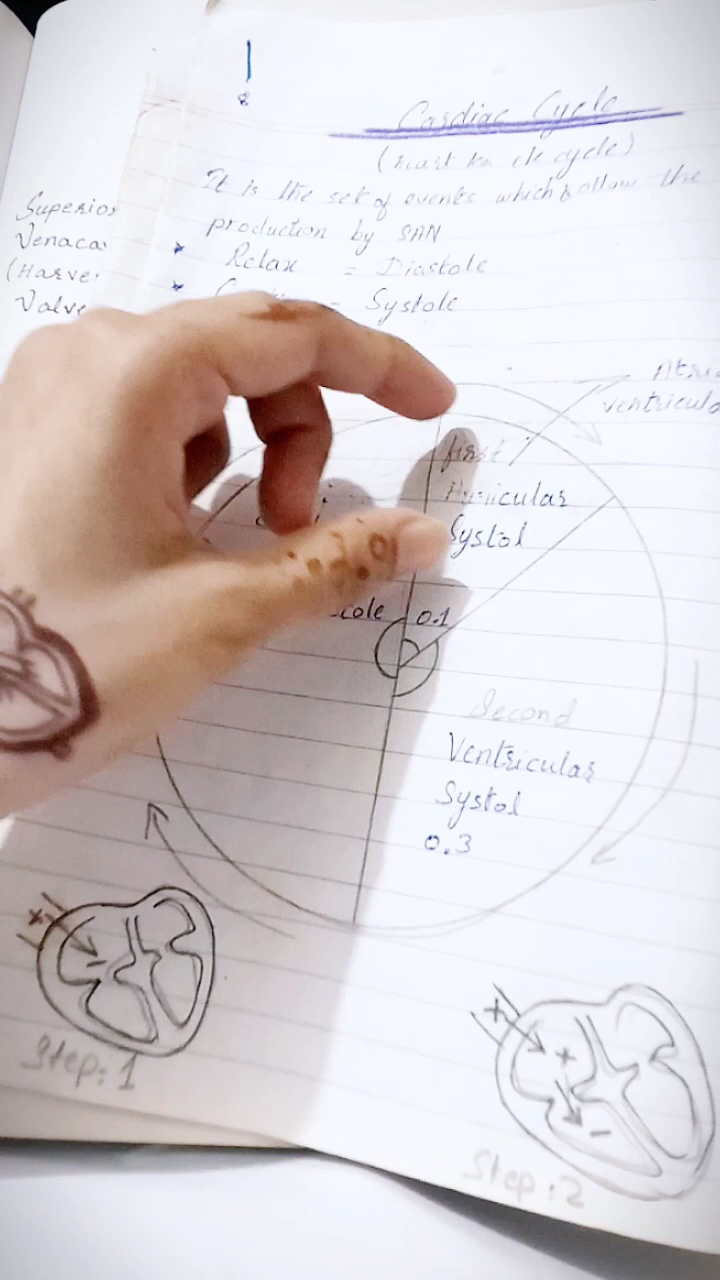 Cardiac Cycle
(heart ka ek cycle)
It is the set of events which follow the
production by SAN
Relax = Diastole
= Systole
Superior
Venaca
(Harve
Valve
Atri
ventricula
first
Auricular
Systol
cole
0.1
Second
Ventricular
Systol
0.3
+
-
Step: 1
+
+
-
Step: 2